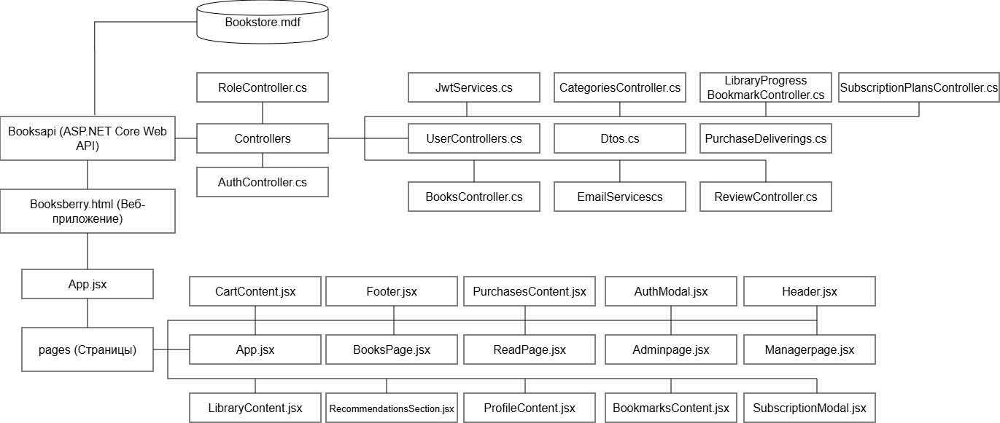 Bookstore.mdf
RoleController.cs
JwtServices.cs
CategoriesController.cs
LibraryProgress
BookmarkController.cs
SubscriptionPlansController.cs
Booksapi (ASP.NET Core Web
API)
Controllers
UserControllers.cs
Dtos.cs
PurchaseDeliverings.cs
AuthController.cs
BooksController.cs
EmailServicescs
ReviewController.cs
Booksberry.html (Веб-
приложение)
App.jsx
CartContent.jsx
Footer.jsx
PurchasesContent.jsx
AuthModal.jsx
Header.jsx
pages (Страницы)
App.jsx
BooksPage.jsx
ReadPage.jsx
Adminpage.jsx
Managerpage.jsx
LibraryContent.jsx
RecommendationsSection.jsx
ProfileContent.jsx
BookmarksContent.jsx
SubscriptionModal.jsx